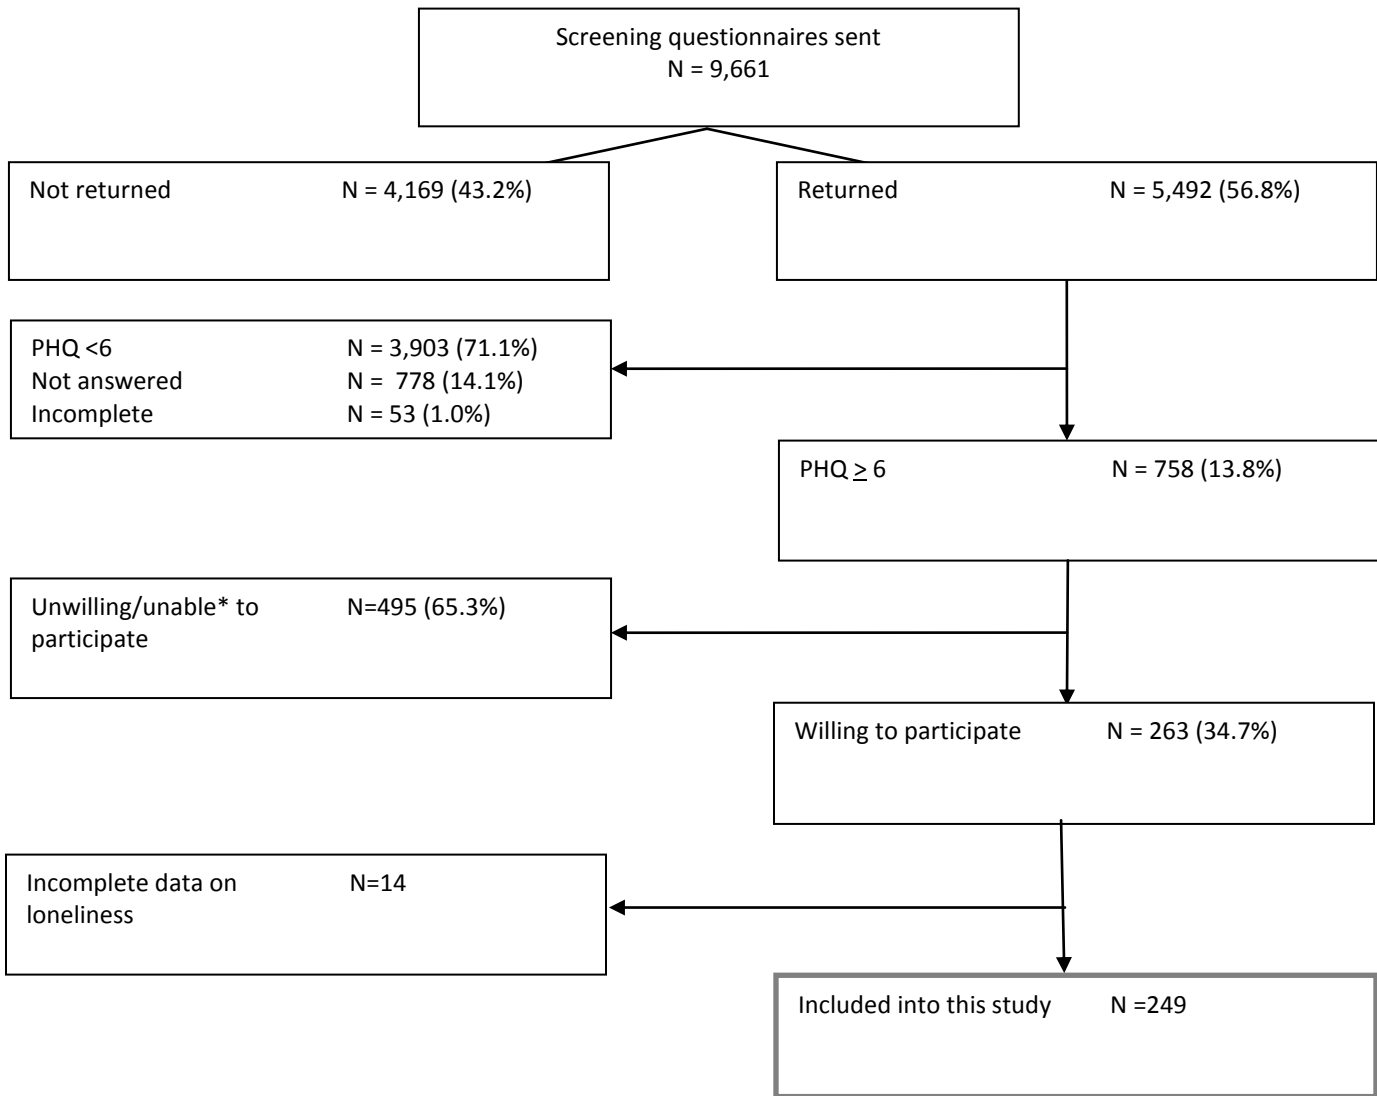 Screening questionnaires sent
N = 9,661
Not returned N = 4,169 (43.2%)
Returned N = 5,492 (56.8%)
PHQ <6 N = 3,903 (71.1%)
Not answered N =  778 (14.1%)
Incomplete N = 53 (1.0%)
PHQ ≥ 6 N = 758 (13.8%)
Unwilling/unable* to N=495 (65.3%)
participate
Willing to participate N = 263 (34.7%)
Incomplete data on N=14
loneliness
Included into this study N =249